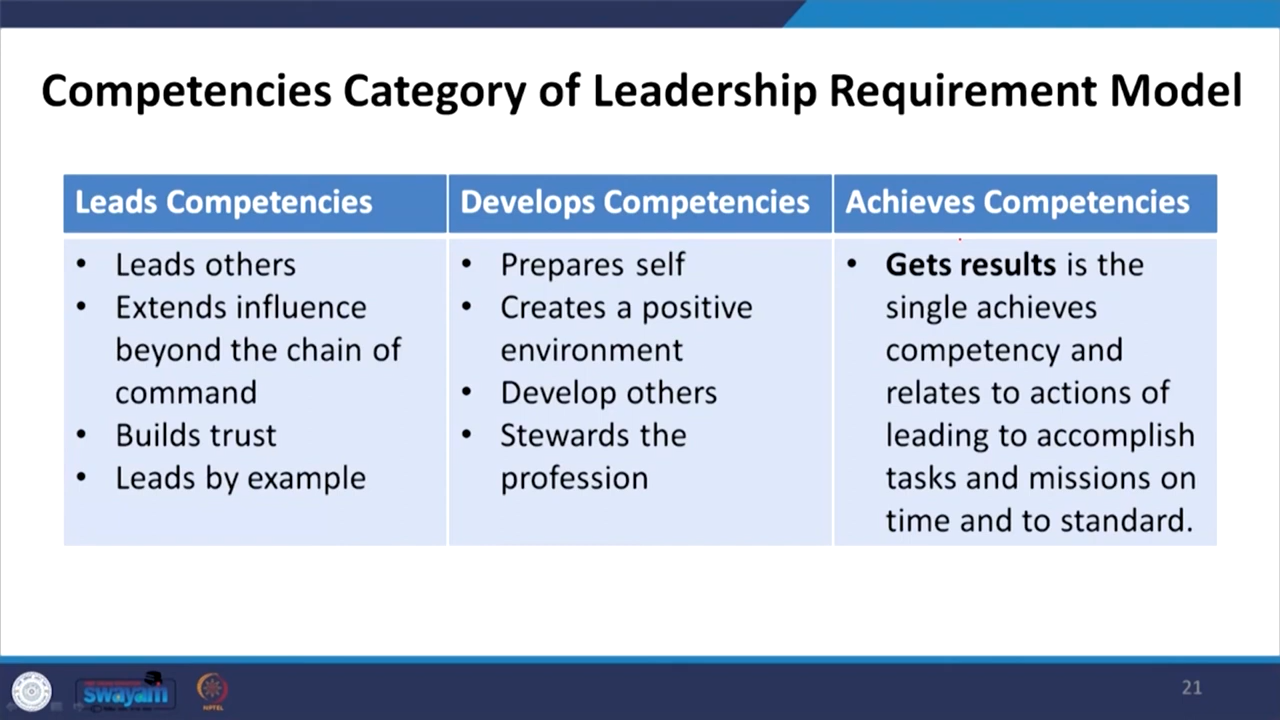 Competencies Category of Leadership Requirement Model
Leads Competencies
• Leads others
• Extends influence
beyond the chain of
command
• Builds trust
• Leads by example
Develops Competencies
• Prepares self
• Creates a positive
environment
• Develop others
• Stewards the
profession
Achieves Competencies
• Gets results is the
single achieves
competency and
relates to actions of
leading to accomplish
tasks and missions on
time and to standard.
swayam
NPTEL
21